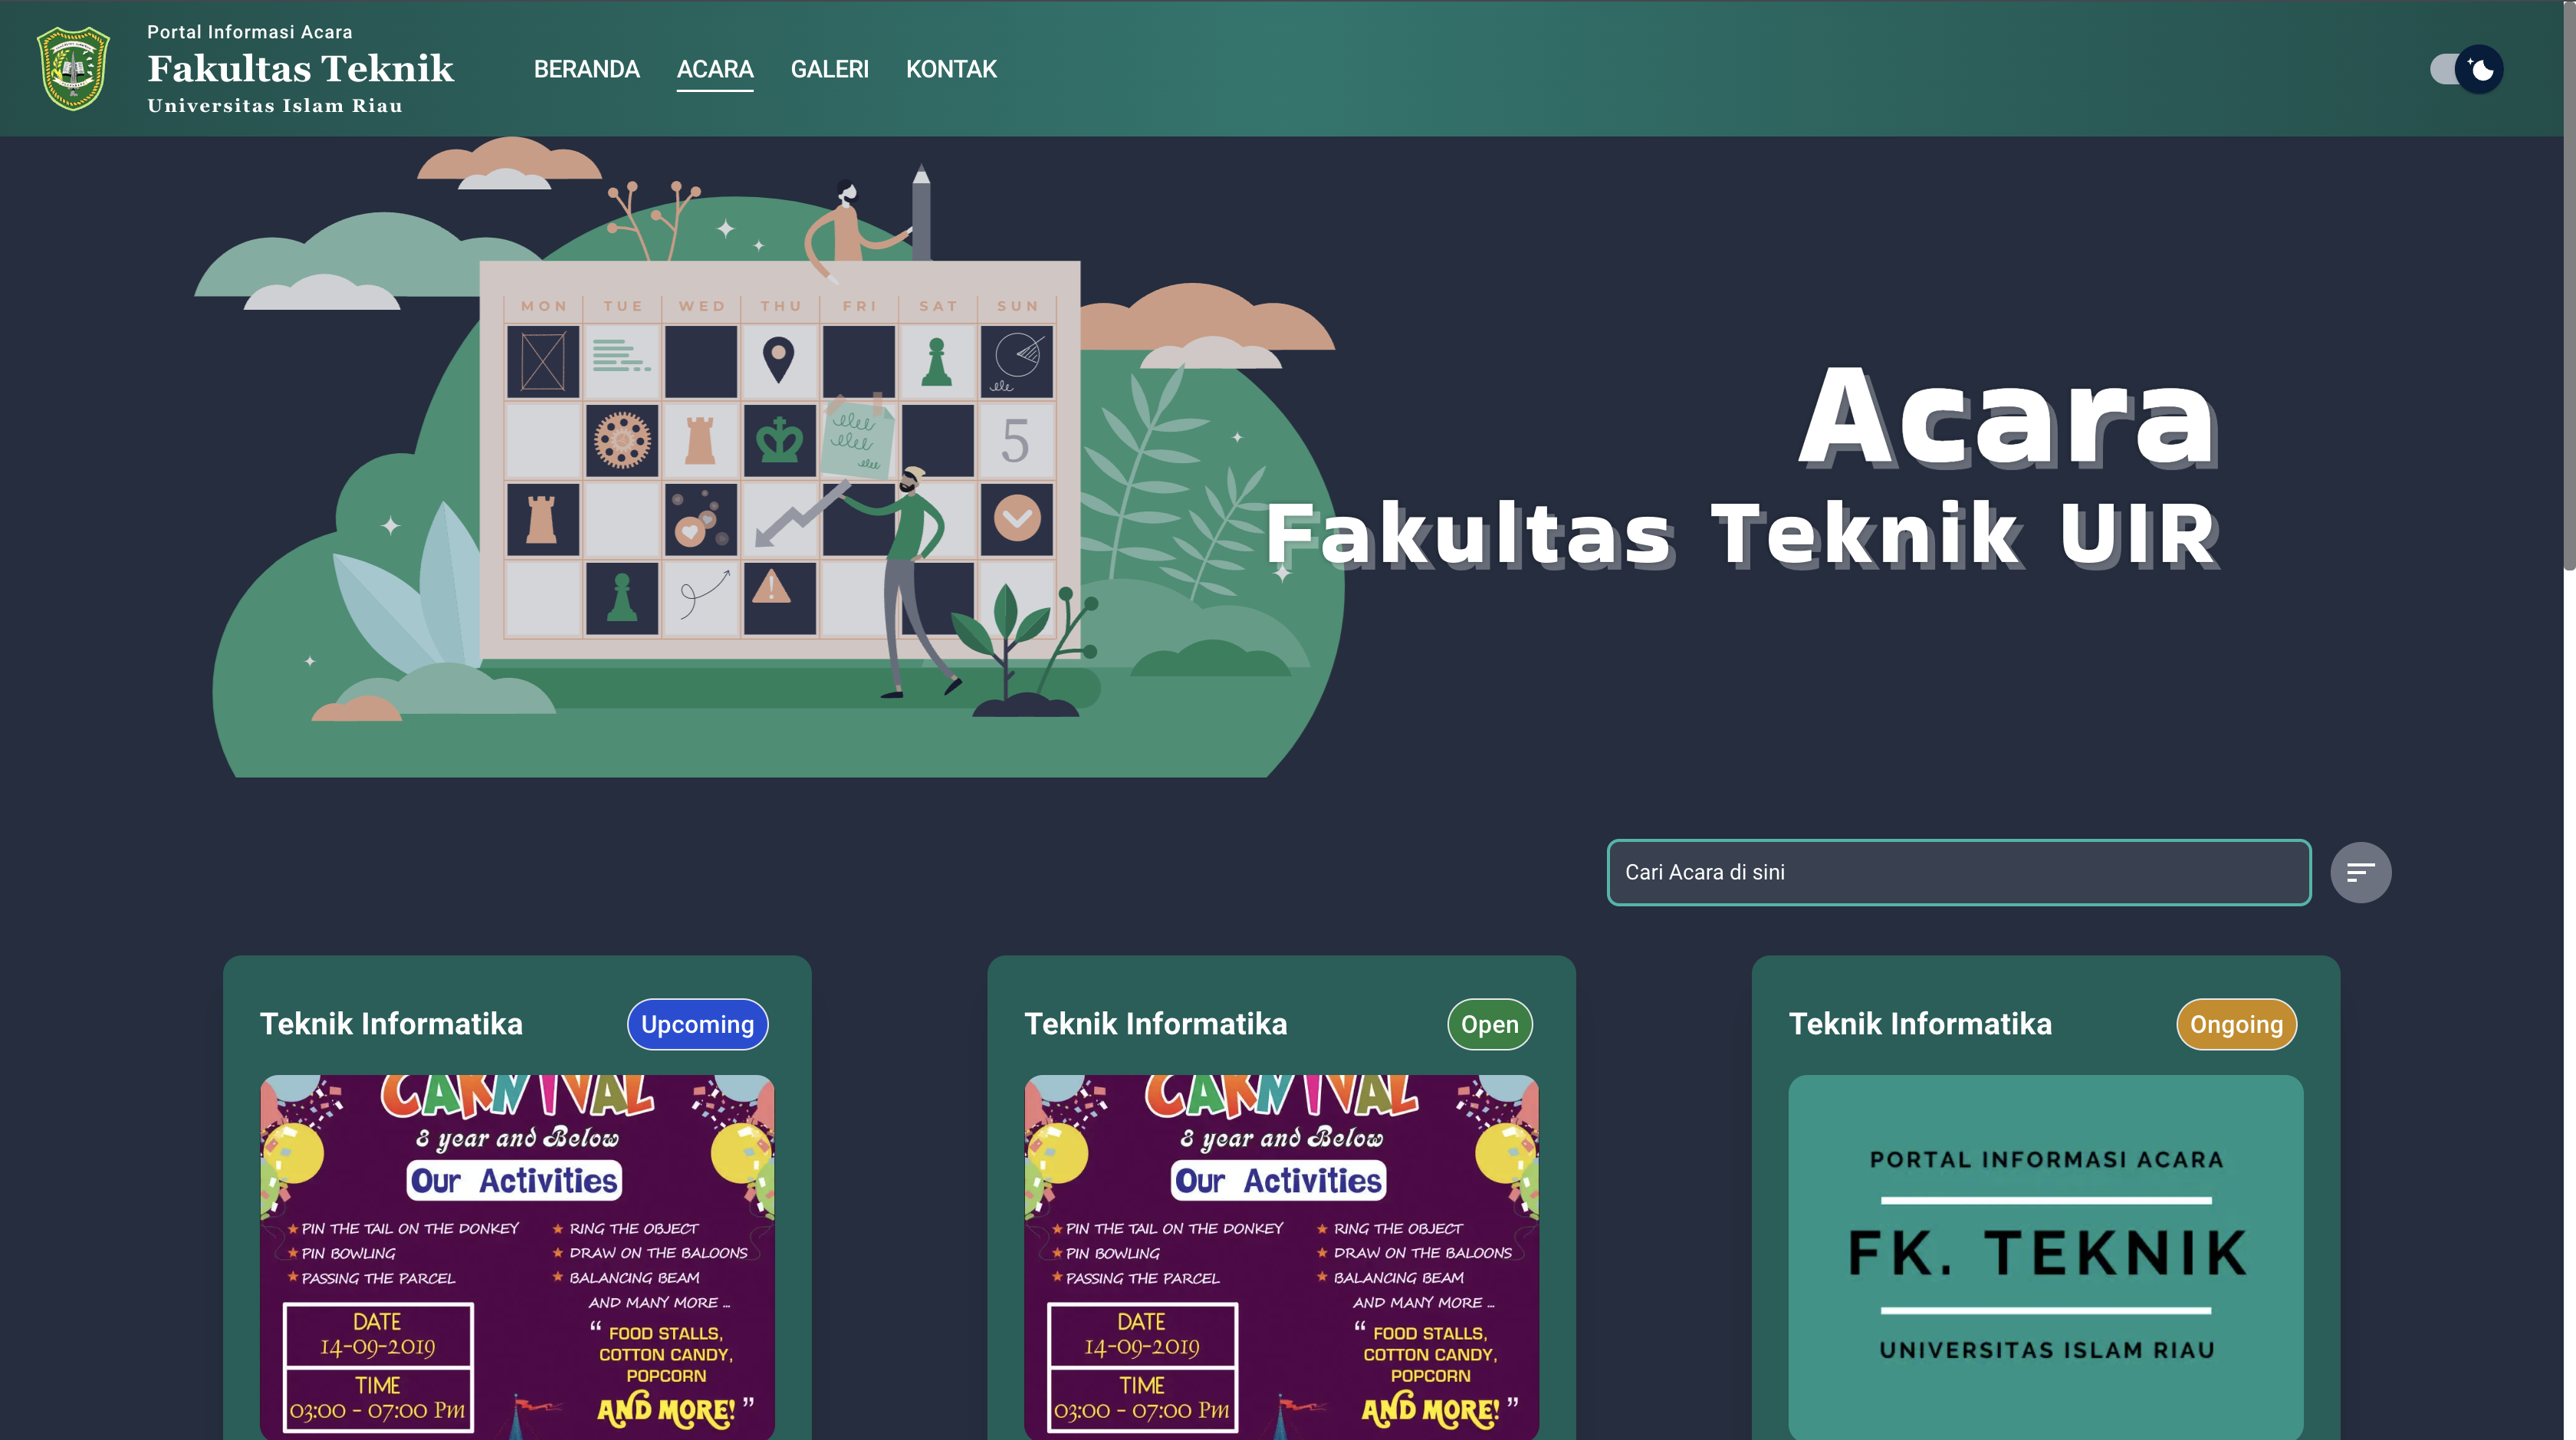 Portal Informasi Acara
Fakultas Teknik
Universitas Islam Riau
BERANDA ACARA GALERI KONTAK
MON TUE WED THU FRI SAT SUN
5
Acara
Fakultas Teknik UIR
Cari Acara di sini
Teknik Informatika Upcoming
CARNIVAL
8 year and Below
Our Activities
PIN THE TAIL ON THE DONKEY
PIN BOWLING
PASSING THE PARCEL
RING THE OBJECT
DRAW ON THE BALOONS
BALANCING BEAM
AND MANY MORE ...
DATE
14-09-2019
TIME
03:00 - 07:00 Pm
“ FOOD STALLS,
COTTON CANDY,
POPCORN
AND MORE! ”
Teknik Informatika Open
CARNIVAL
8 year and Below
Our Activities
PIN THE TAIL ON THE DONKEY
PIN BOWLING
PASSING THE PARCEL
RING THE OBJECT
DRAW ON THE BALOONS
BALANCING BEAM
AND MANY MORE ...
DATE
14-09-2019
TIME
03:00 - 07:00 Pm
“ FOOD STALLS,
COTTON CANDY,
POPCORN
AND MORE! ”
Teknik Informatika Ongoing
PORTAL INFORMASI ACARA
FK. TEKNIK
UNIVERSITAS ISLAM RIAU